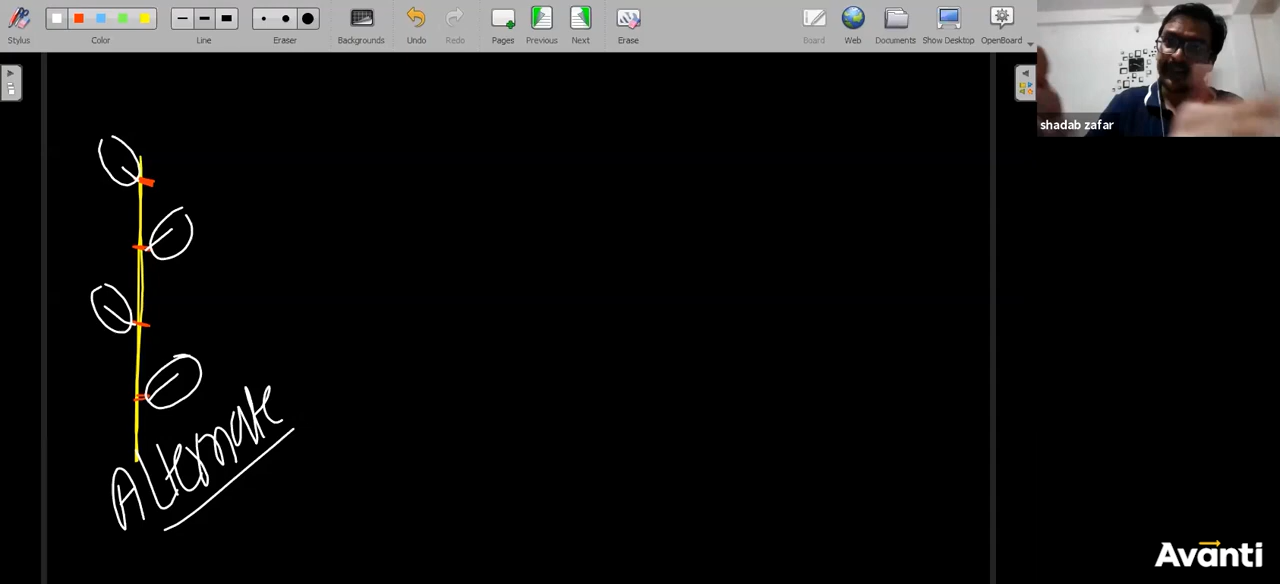 Stylus
Color
Line
Eraser
Backgrounds
Undo
Redo
Pages
Previous
Next
Erase
Board
Web
Documents
Show Desktop
OpenBoard
shadab zafar
Alternate
Avanti